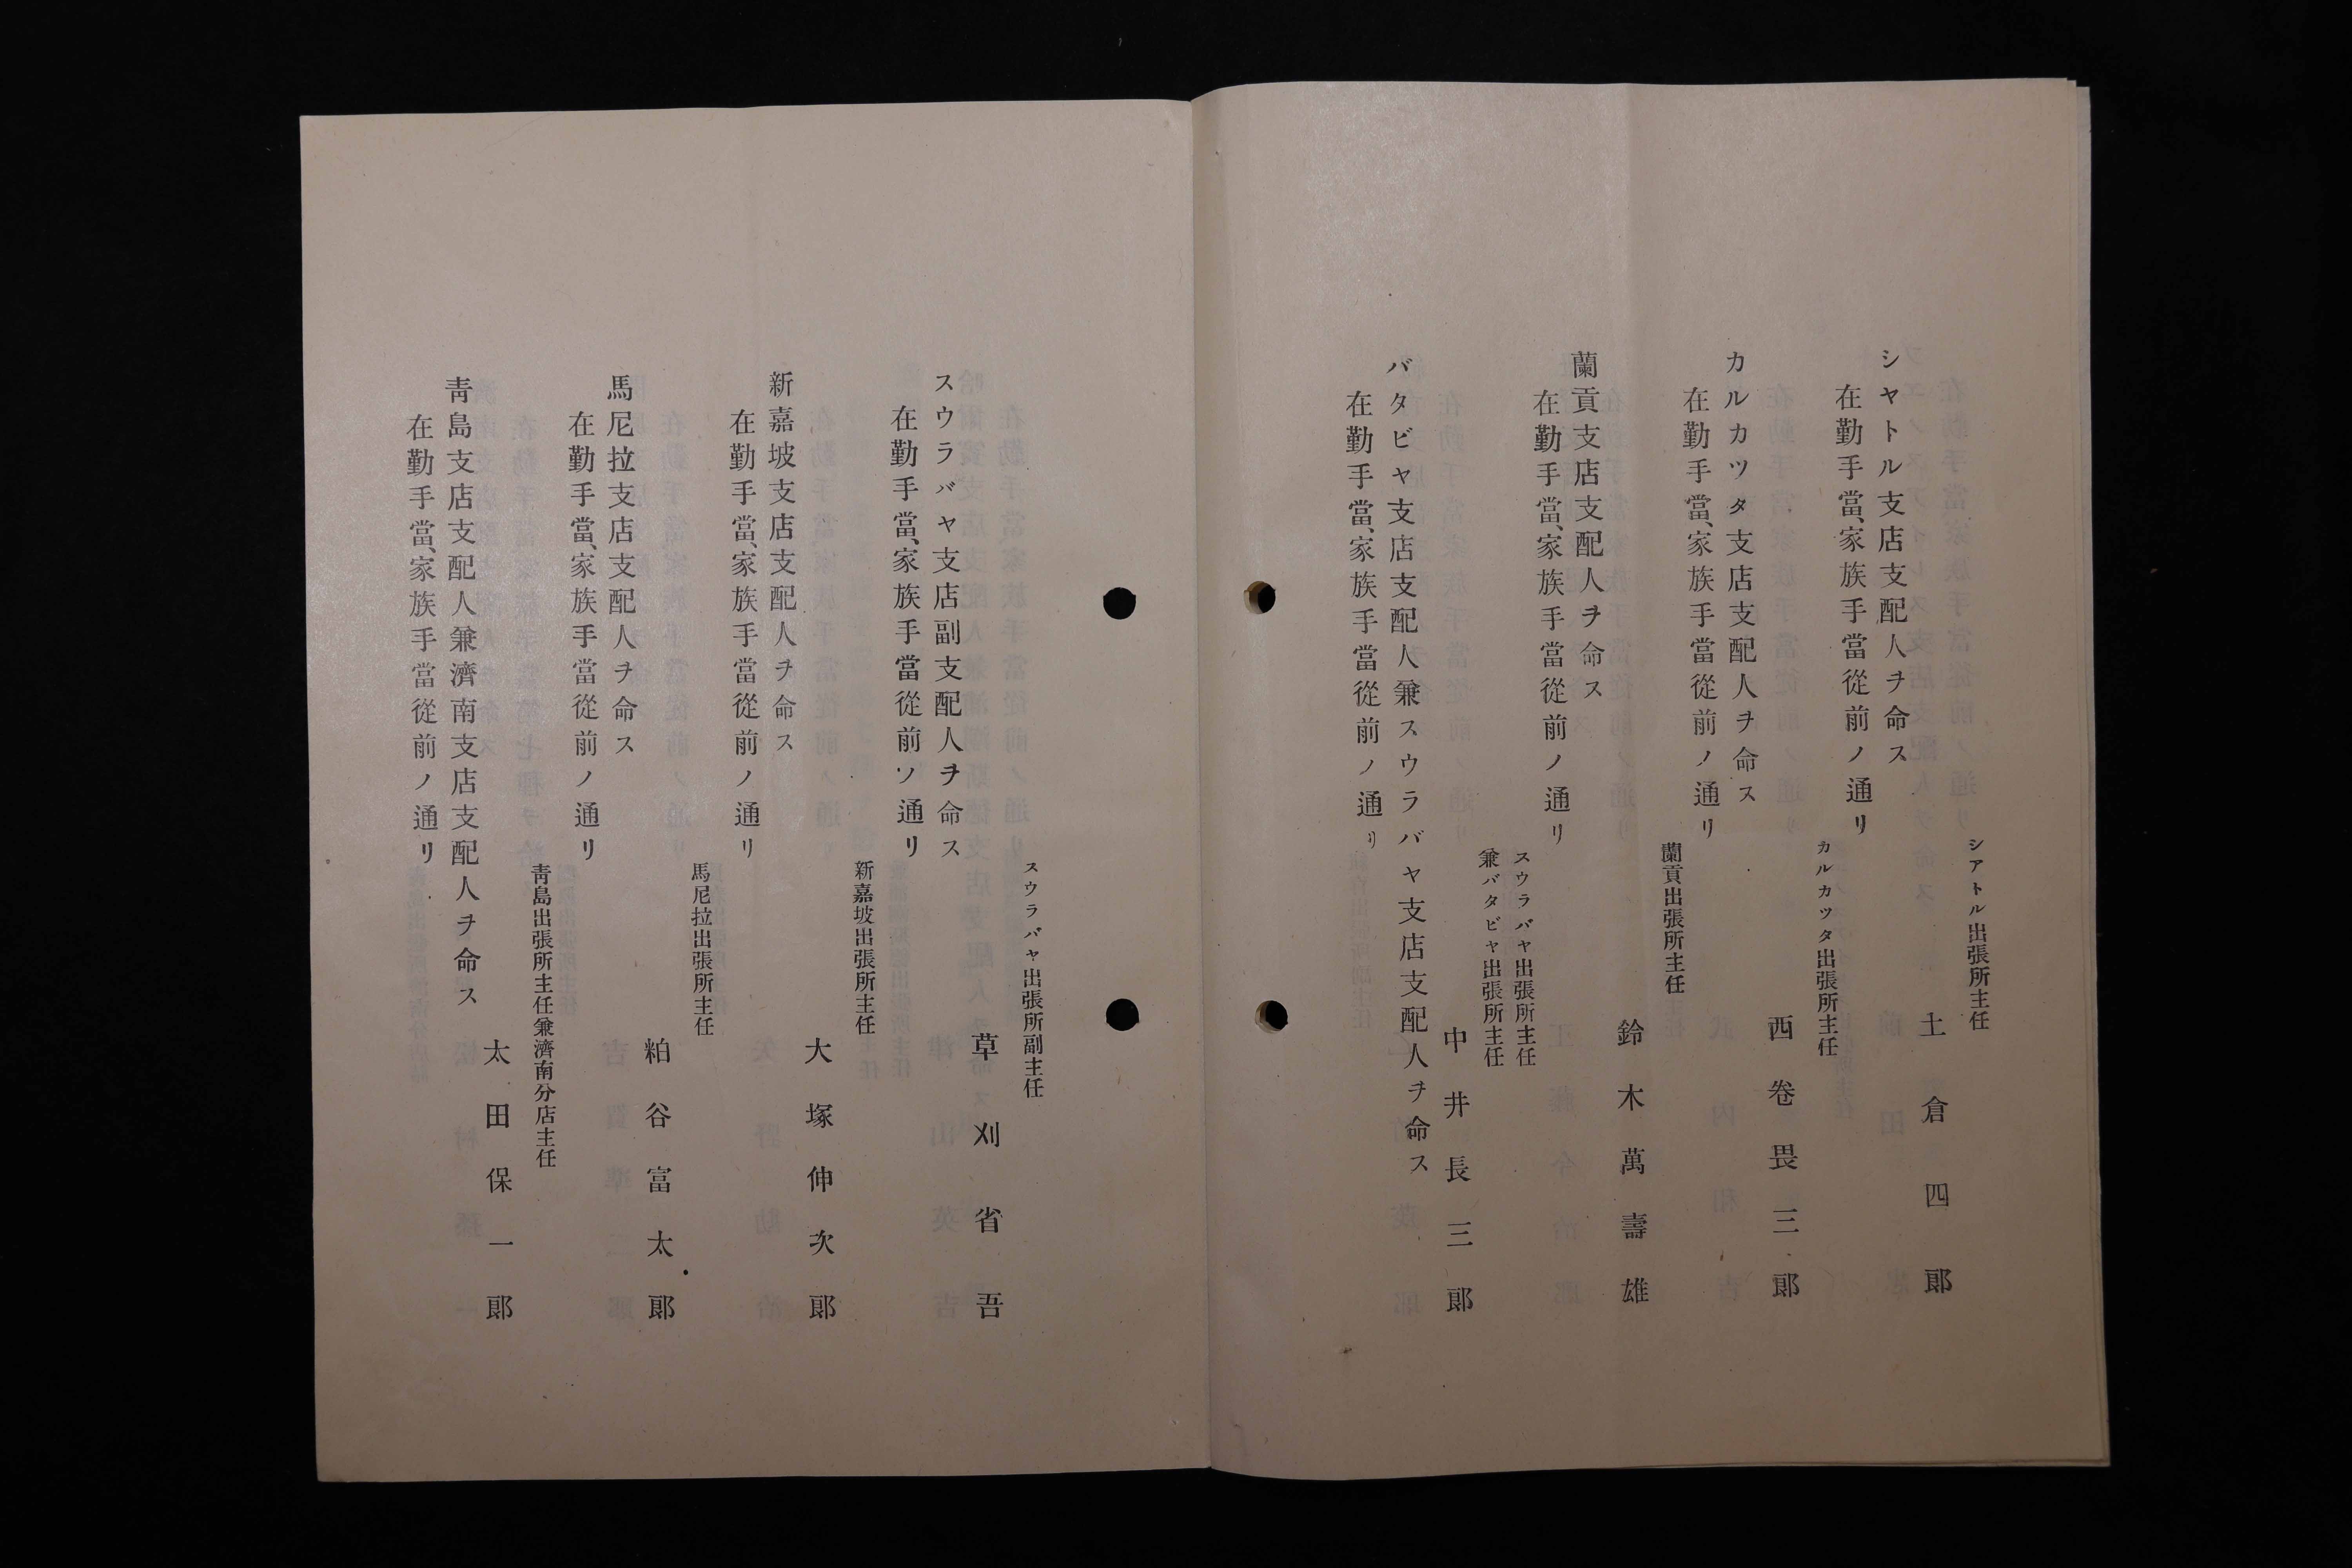 シアトル出張所主任
土倉四郎
シヤトル支店支配人ヲ命ス
在勤手當、家族手當從前ノ通リ
カルカツタ出張所主任
西卷畏三郎
カルカツタ支店支配人ヲ命ス
在勤手當、家族手當從前ノ通リ
蘭貢出張所主任
鈴木萬壽雄
蘭貢支店支配人ヲ命ス
在勤手當、家族手當從前ノ通リ
スウラバヤ出張所主任
兼バタビヤ出張所主任
中井長三郎
バタビヤ支店支配人兼スウラバヤ支店支配人ヲ命ス
在勤手當、家族手當從前ノ通リ
スウラバヤ出張所副主任
草刈省吾
スウラバヤ支店副支配人ヲ命ス
在勤手當、家族手當從前ソ通リ
新嘉坡出張所主任
大塚伸次郎
新嘉坡支店支配人ヲ命ス
在勤手當、家族手當從前ノ通リ
馬尼拉出張所主任
粕谷富太郎
馬尼拉支店支配人ヲ命ス
在勤手當、家族手當從前ノ通リ
靑島出張所主任兼濟南分店主任
太田保一郎
靑島支店支配人兼濟南支店支配人ヲ命ス
在勤手當、家族手當從前ノ通リ